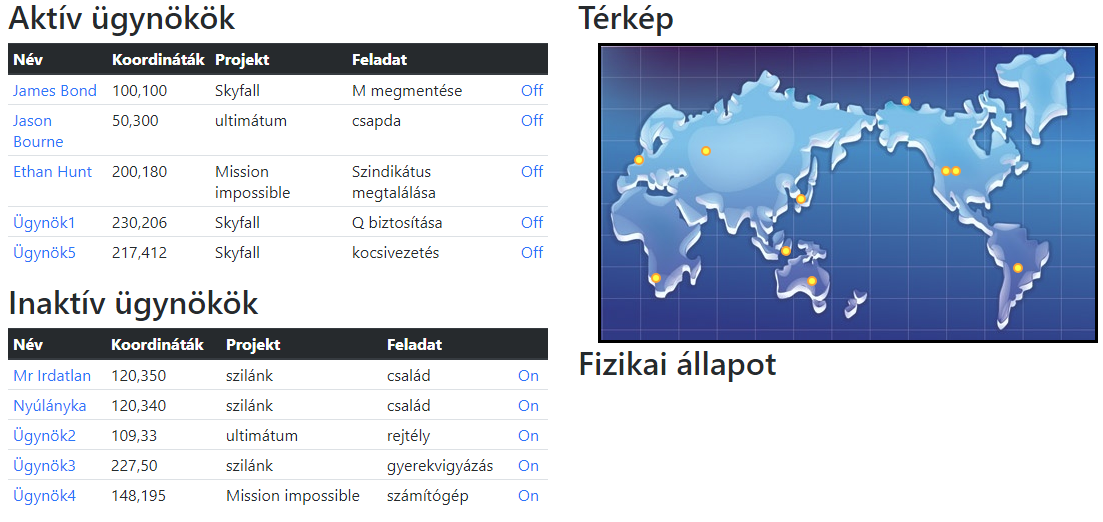 Aktív ügynökök
Név Koordináták Projekt Feladat
James Bond 100,100 Skyfall M megmentése Off
Jason Bourne 50,300 ultimátum csapda Off
Ethan Hunt 200,180 Mission impossible Szindikátus megtalálása Off
Ügynök1 230,206 Skyfall Q biztosítása Off
Ügynök5 217,412 Skyfall kocsivezetés Off
Inaktív ügynökök
Név Koordináták Projekt Feladat
Mr Irdatlan 120,350 szilánk család On
Nyúlányka 120,340 szilánk család On
Ügynök2 109,33 ultimátum rejtély On
Ügynök3 227,50 szilánk gyerekvigyázás On
Ügynök4 148,195 Mission impossible számítógép On
Térkép
Fizikai állapot